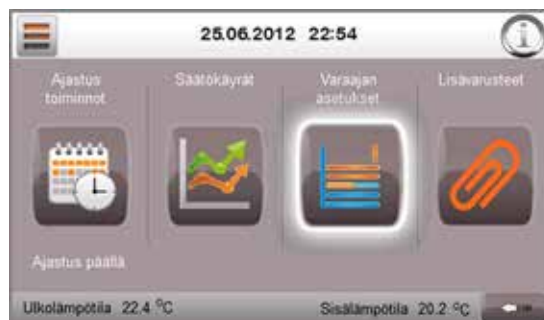 25.06.2012 22:54
Ajastus toiminnot
Säätökäyrät
Varaajan asetukset
Lisävarusteet
Ajastus päällä
Ulkolämpötila 22.4 °C
Sisälämpötila 20.2 °C